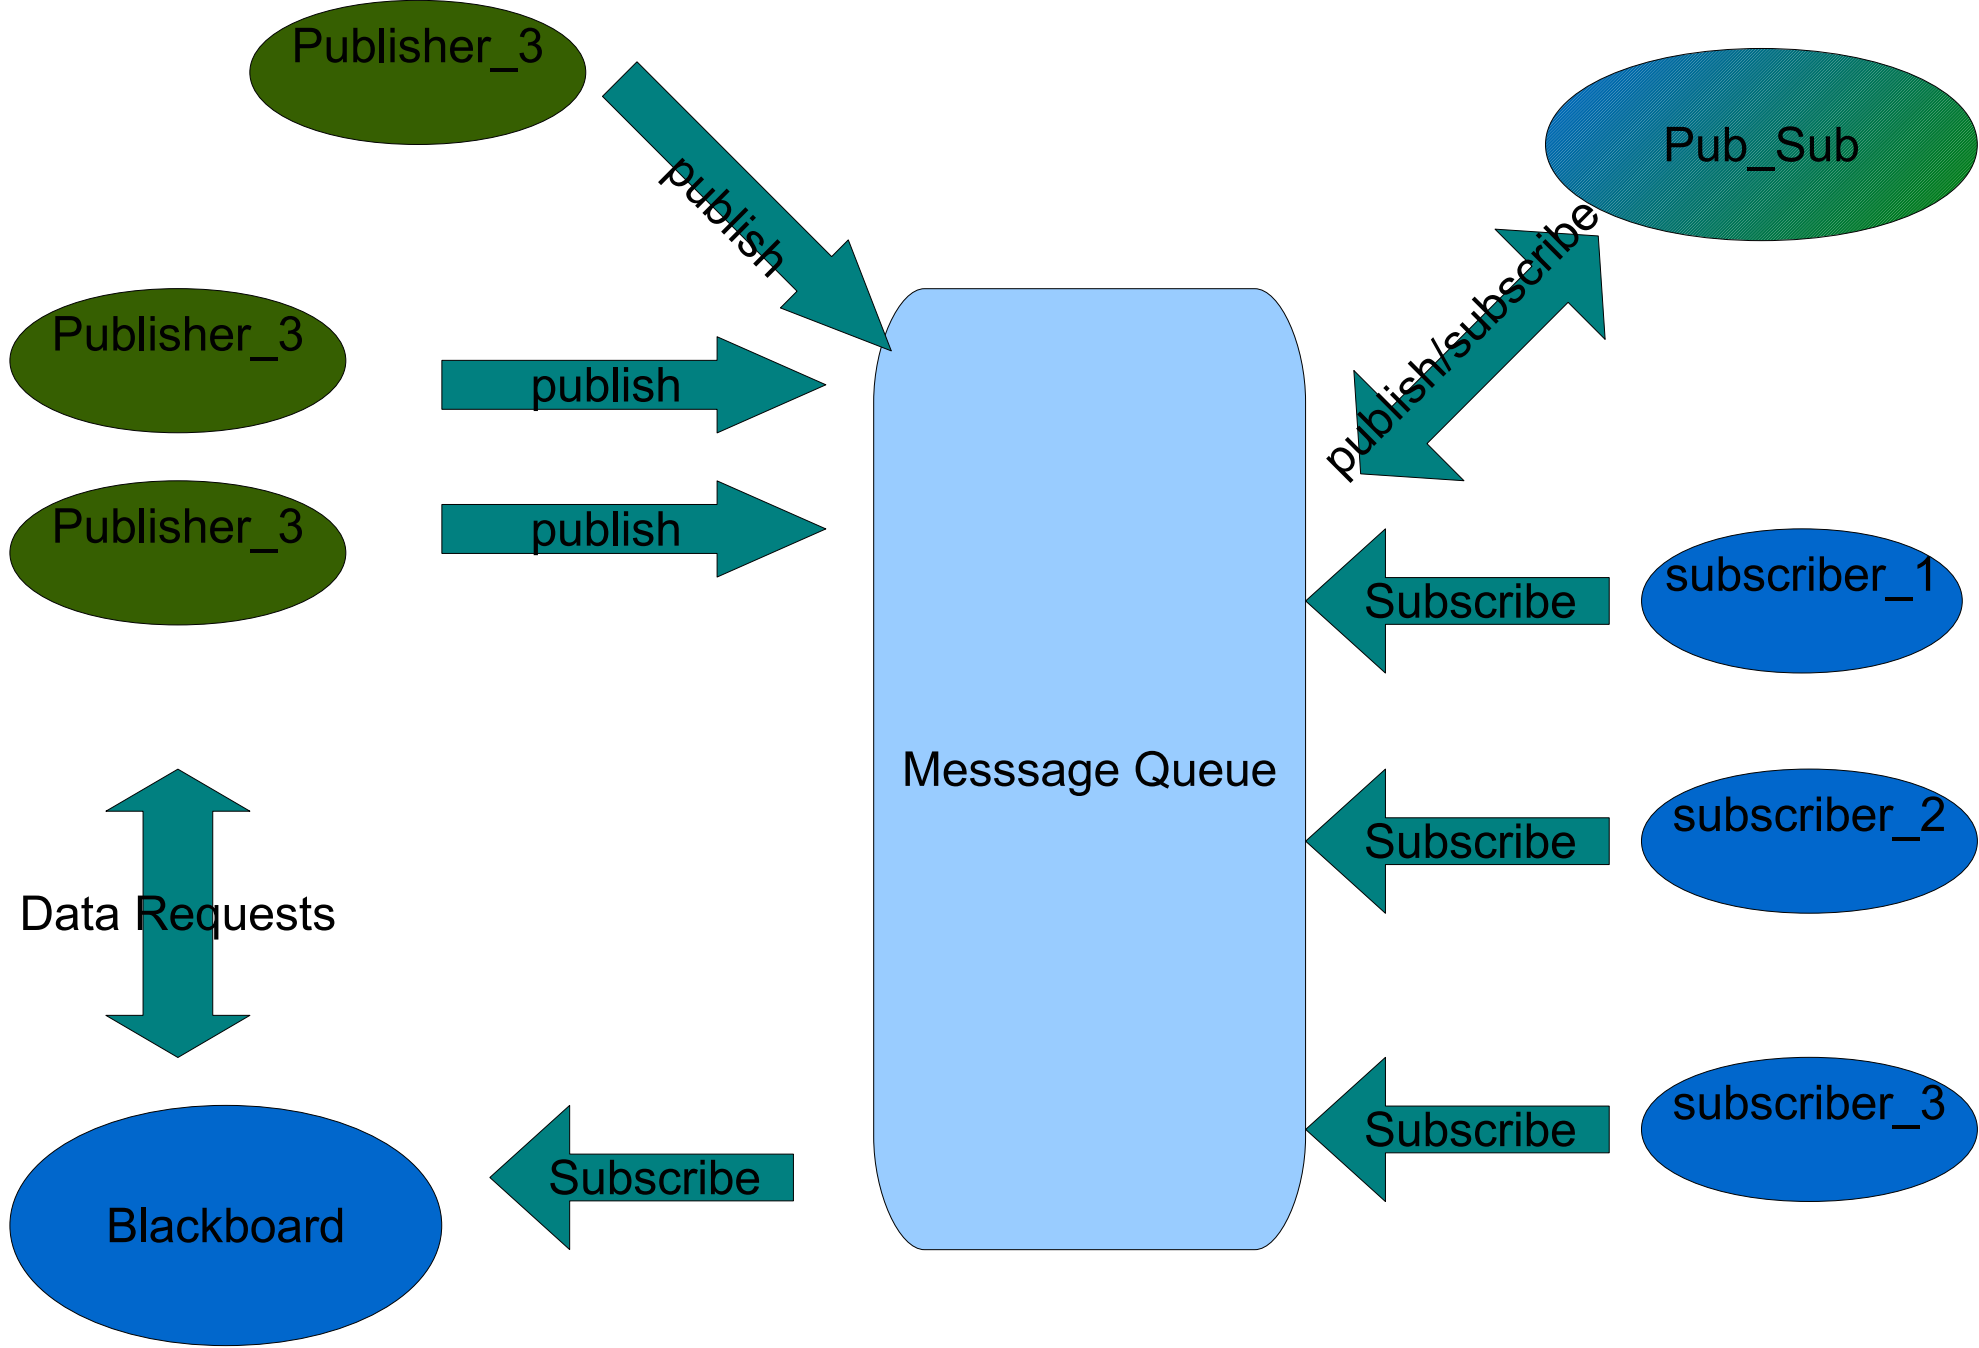 Publisher_3
publish
Pub_Sub
publish/subscribe
Publisher_3
publish
Publisher_3
publish
Subscribe
subscriber_1
Messsage Queue
Subscribe
subscriber_2
Data Requests
Subscribe
subscriber_3
Subscribe
Blackboard